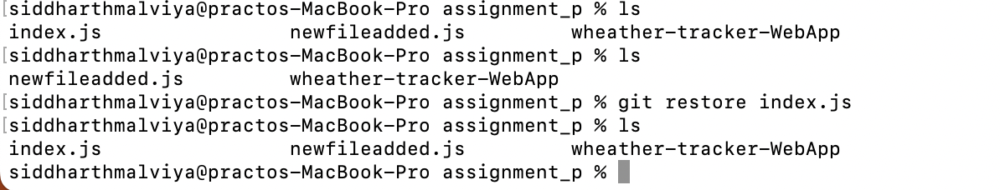 [siddharthmalviya@practos-MacBook-Pro assignment_p % ls
index.js                newfileadded.js         wheather-tracker-WebApp
[siddharthmalviya@practos-MacBook-Pro assignment_p % ls
newfileadded.js         wheather-tracker-WebApp
[siddharthmalviya@practos-MacBook-Pro assignment_p % git restore index.js
[siddharthmalviya@practos-MacBook-Pro assignment_p % ls
index.js                newfileadded.js         wheather-tracker-WebApp
siddharthmalviya@practos-MacBook-Pro assignment_p %